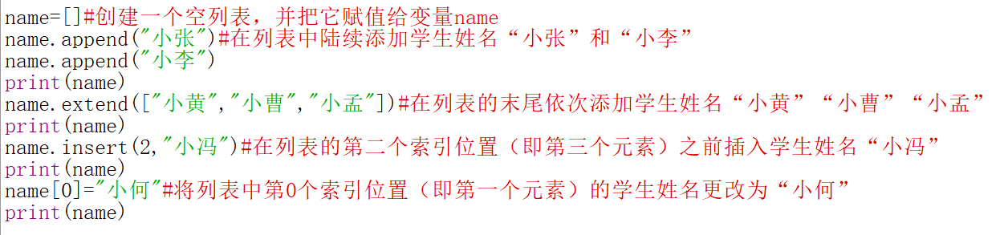 name=[]#创建一个空列表，并把它赋值给变量name
name.append("小张")#在列表中陆续添加学生姓名“小张”和“小李”
name.append("小李")
print(name)
name.extend(["小黄","小曹","小孟"])#在列表的末尾依次添加学生姓名“小黄”“小曹”“小孟”
print(name)
name.insert(2,"小冯")#在列表的第二个索引位置（即第三个元素）之前插入学生姓名“小冯”
print(name)
name[0]="小何"#将列表中第0个索引位置（即第一个元素）的学生姓名更改为“小何”
print(name)